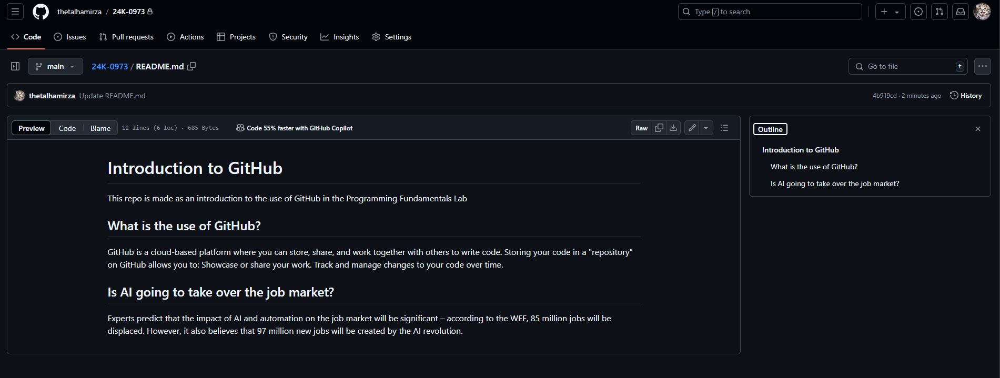 thetalhamirza / 24K-0973
Type / to search
Code Issues Pull requests Actions Projects Security Insights Settings
main
24K-0973 / README.md
Go to file t
thetalhamirza Update README.md
4b919cd · 2 minutes ago History
Preview Code Blame 12 lines (6 loc) · 685 Bytes Code 55% faster with GitHub Copilot Raw
Introduction to GitHub
This repo is made as an introduction to the use of GitHub in the Programming Fundamentals Lab
What is the use of GitHub?
GitHub is a cloud-based platform where you can store, share, and work together with others to write code. Storing your code in a "repository"
on GitHub allows you to: Showcase or share your work. Track and manage changes to your code over time.
Is AI going to take over the job market?
Experts predict that the impact of AI and automation on the job market will be significant – according to the WEF, 85 million jobs will be
displaced. However, it also believes that 97 million new jobs will be created by the AI revolution.
Outline
Introduction to GitHub
What is the use of GitHub?
Is AI going to take over the job market?